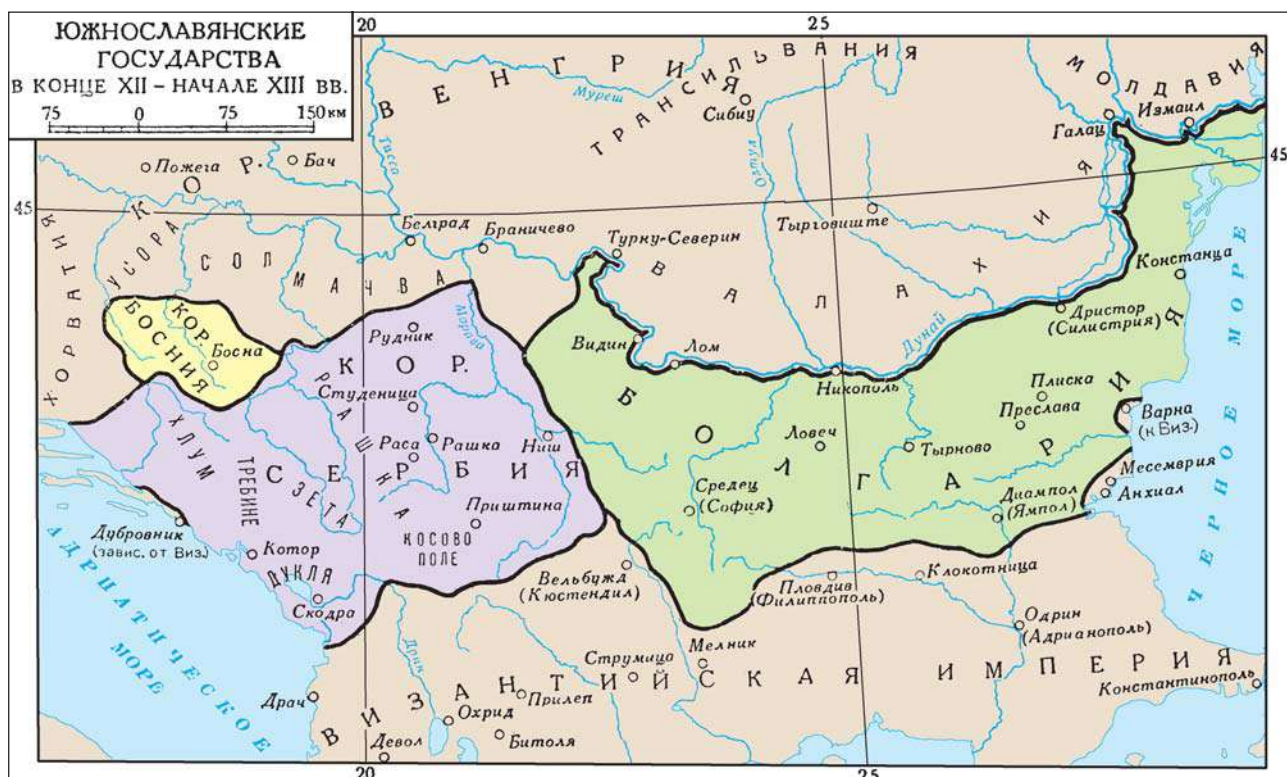 ЮЖНОСЛАВЯНСКИЕ
ГОСУДАРСТВА
В КОНЦЕ XII – НАЧАЛЕ XIII ВВ.
75 0 75 150 км
20
25
ВЕНГРИЯ
ТРАНСИЛЬВАНИЯ
МОЛДАВИЯ
Муреш
Сибиу
Галац
Измаил
Тисса
Олтул
Пожега
Бач
КОР.
45
45
Тырговиште
Белград
Браничево
Турну-Северин
ХОРВАТИЯ
УСОРА
СОЛ
МАЧВА
ВАЛАХИЯ
Констанца
Морава
КОР.
БОСНИЯ
Босна
Рудник
Видин
Лом
Дунай
Дристор
(Силистрия)
КОР.
СЕРБИЯ
Никополь
БОЛГАРИЯ
Плиска
Преслава
Варна
(к Виз.)
Студеница
РАШКА
ХЛУМ
Раса
Рашка
Ниш
Ловеч
Тырново
ТРЕБИНЕ
ЗЕТА
Средец
(София)
Месемврия
Анхиал
Диампол
(Ямпол)
Приштина
КОСОВО
ПОЛЕ
Дубровник
(завис. от Виз.)
Котор
ДУКЛЯ
Скодра
Вельбужд
(Кюстендил)
Пловдив
(Филиппополь)
Клокотница
Одрин
(Адрианополь)
ЧЕРНОЕ МОРЕ
АДРИАТИЧЕСКОЕ
МОРЕ
Дрин
Струмица
Мелник
ВИЗАНТИЙСКАЯ ИМПЕРИЯ
Константинополь
Драч
Прилеп
Охрид
Битоля
Девол
20
25